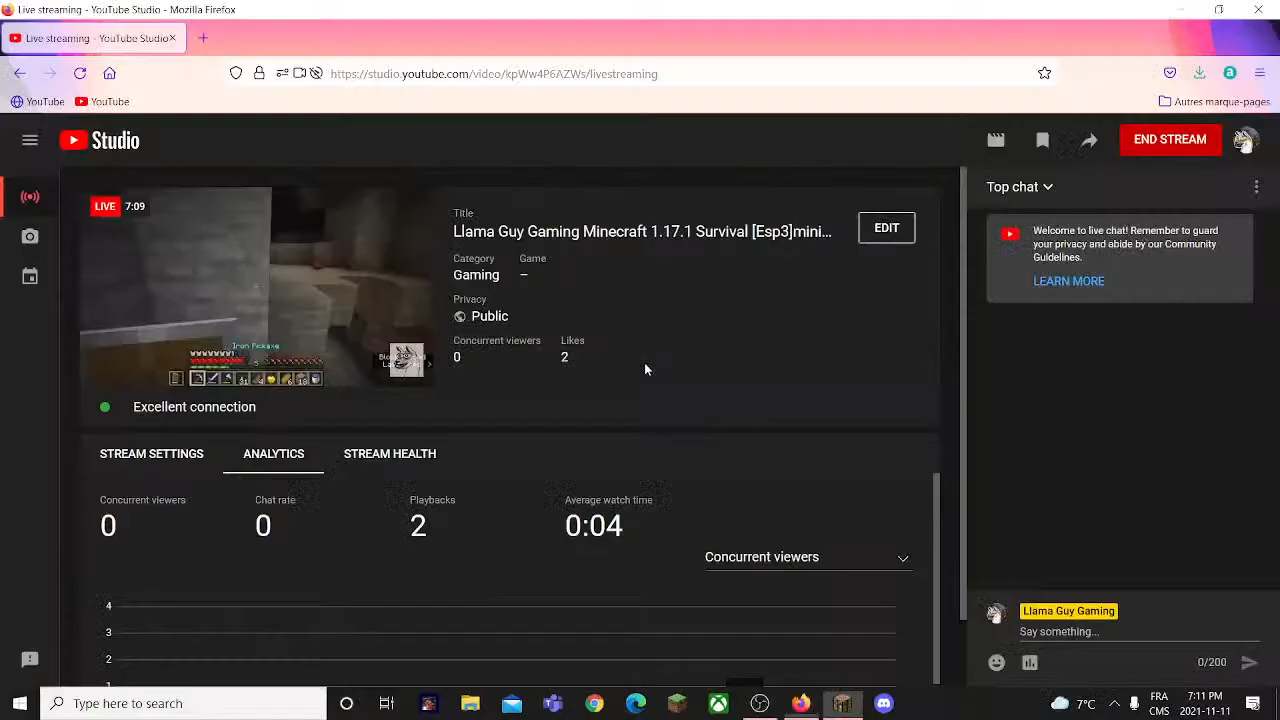 Live streaming - YouTube Studio - Mozilla Firefox
Live streaming - YouTube Studio
https://studio.youtube.com/video/kpWw4P6AZWs/livestreaming
YouTube
YouTube
Autres marque-pages
Studio
END STREAM
LIVE 7:09
Iron Pickaxe
5
31 4 6 18
Title
Llama Guy Gaming Minecraft 1.17.1 Survival [Esp3]mini...
EDIT
Category Game
Gaming –
Privacy
Public
Concurrent viewers Likes
0 2
Excellent connection
STREAM SETTINGS ANALYTICS STREAM HEALTH
Concurrent viewers Chat rate Playbacks Average watch time
0 0 2 0:04
Concurrent viewers
4
3
2
1
Top chat
Welcome to live chat! Remember to guard
your privacy and abide by our Community
Guidelines.
LEARN MORE
Llama Guy Gaming
Say something...
0/200
Type here to search
7°C
FRA
CMS
7:11 PM
2021-11-11